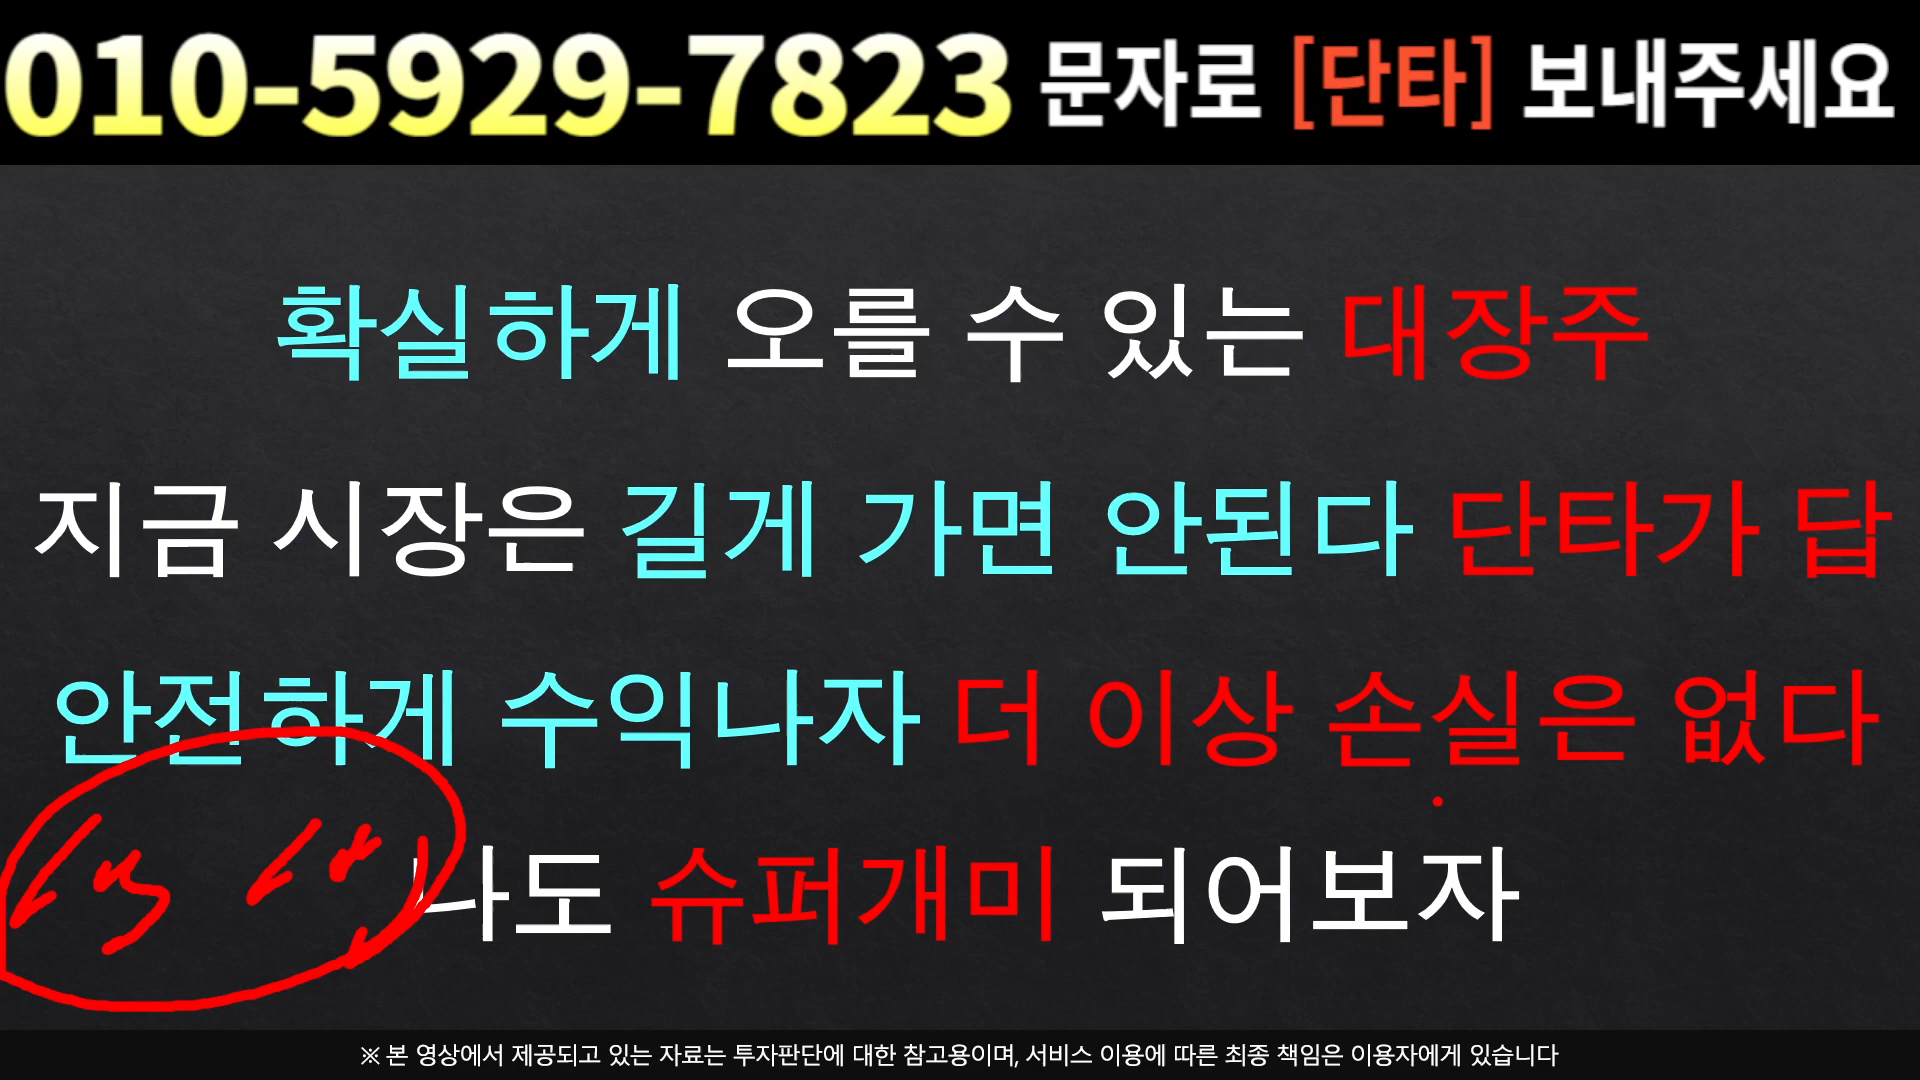 010-5929-7823 문자로 [단타] 보내주세요
확실하게 오를 수 있는 대장주
지금 시장은 길게 가면 안된다 단타가 답
안전하게 수익나자 더 이상 손실은 없다
나도 슈퍼개미 되어보자
※ 본 영상에서 제공되고 있는 자료는 투자판단에 대한 참고용이며, 서비스 이용에 따른 최종 책임은 이용자에게 있습니다